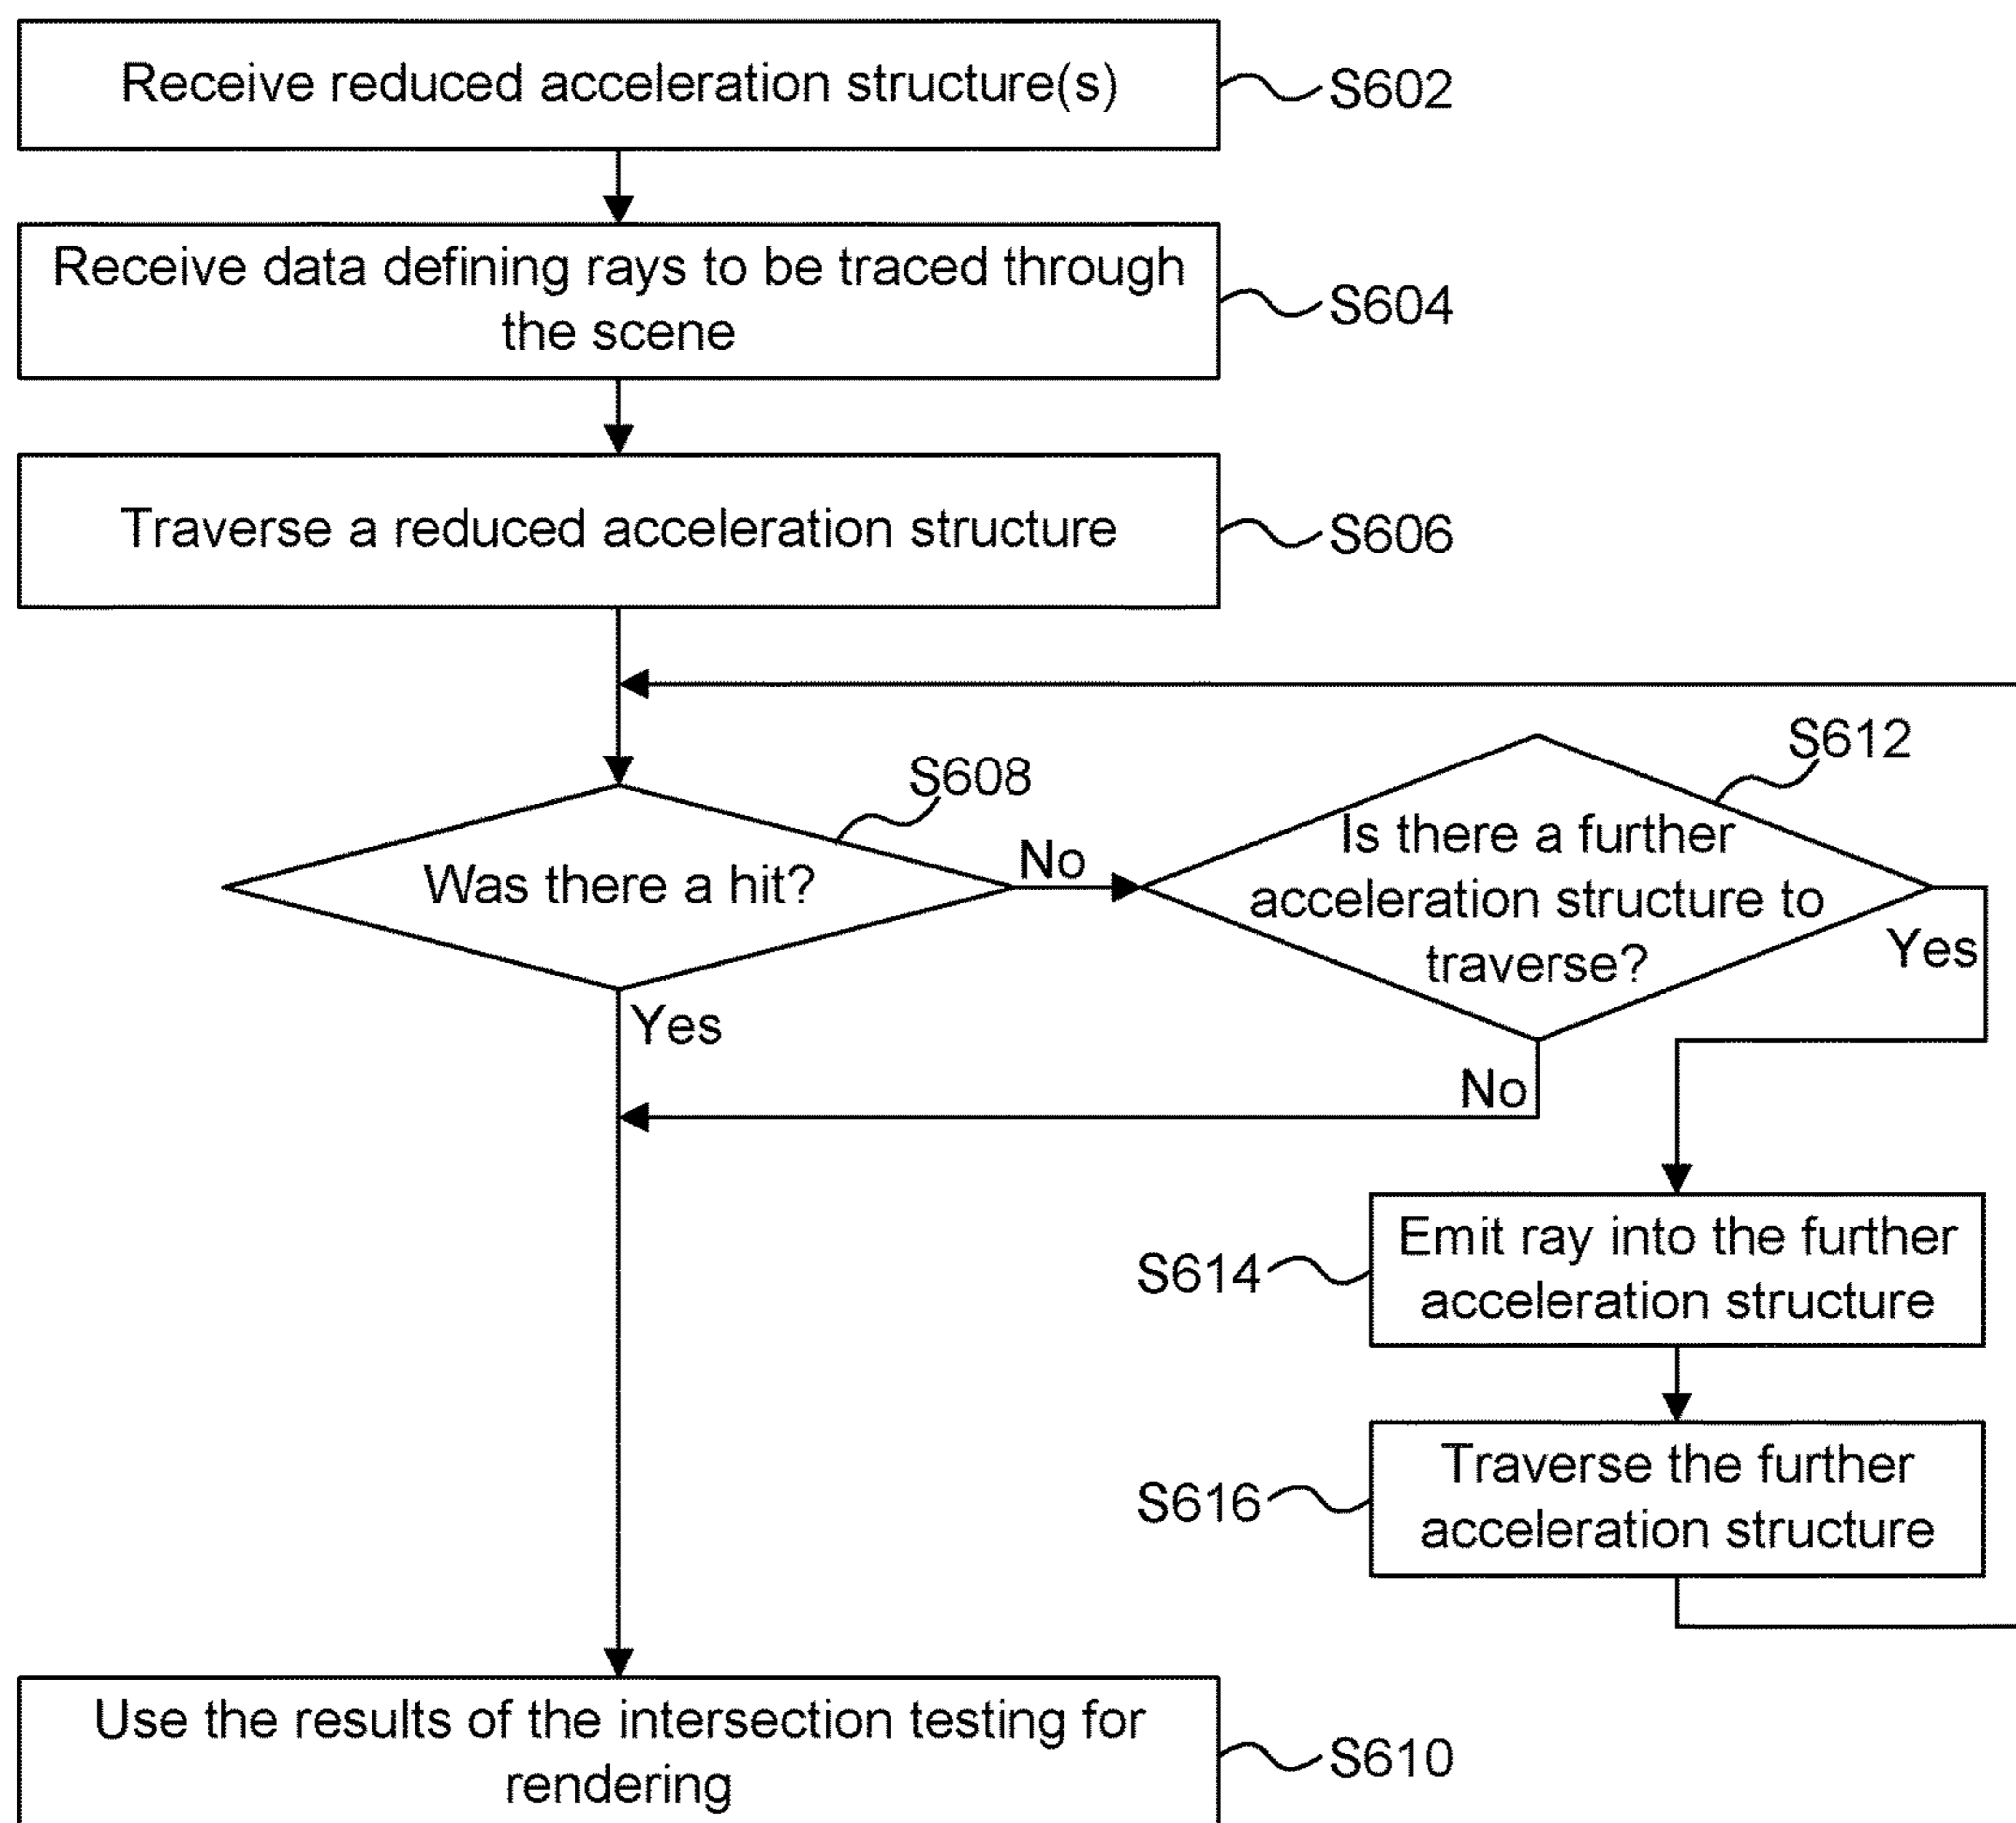 Receive reduced acceleration structure(s)
S602
Receive data defining rays to be traced through
the scene
S604
Traverse a reduced acceleration structure
S606
S608
Was there a hit?
No
Yes
S612
Is there a further
acceleration structure to
traverse?
Yes
No
S614
Emit ray into the further
acceleration structure
S616
Traverse the further
acceleration structure
Use the results of the intersection testing for
rendering
S610